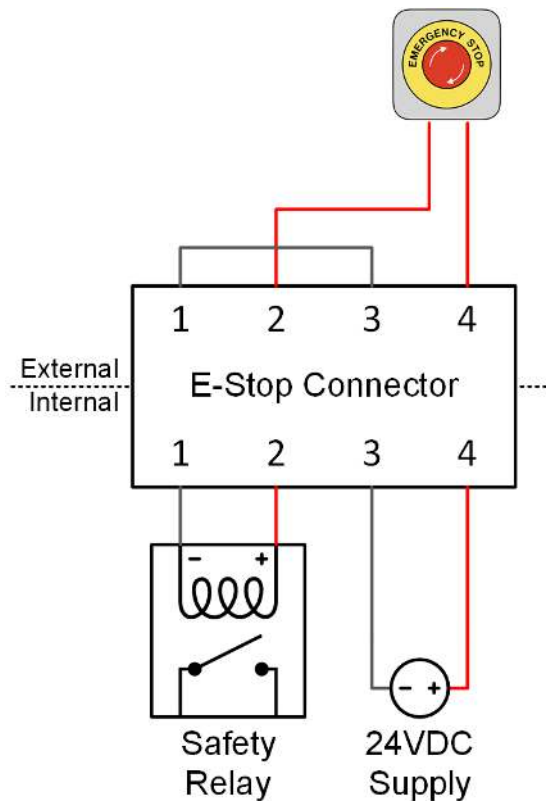 EMERGENCY STOP
1 2 3 4
External
E-Stop Connector
Internal
1 2 3 4
- +
- +
Safety
Relay
24VDC
Supply